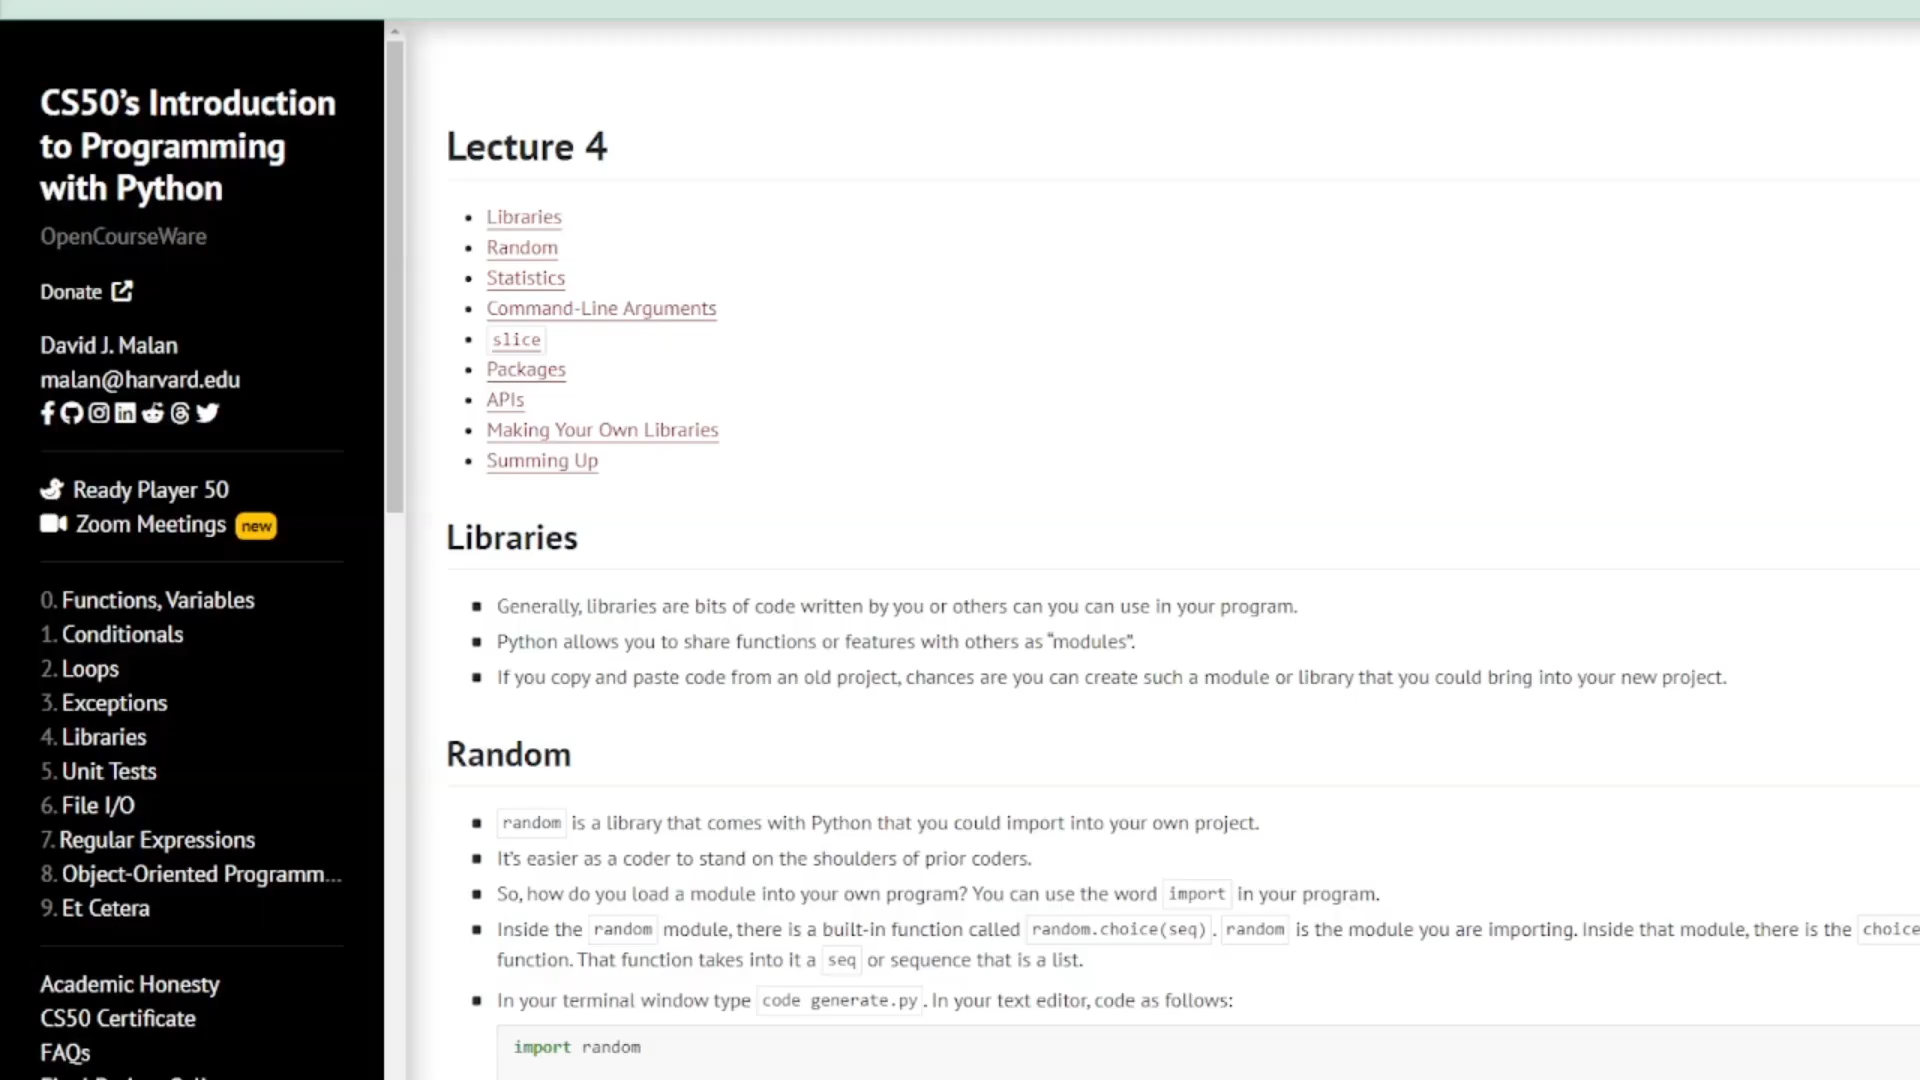 CS50's Introduction
to Programming
with Python
OpenCourseWare
Donate
David J. Malan
malan@harvard.edu
Ready Player 50
Zoom Meetings new
0. Functions, Variables
1. Conditionals
2. Loops
3. Exceptions
4. Libraries
5. Unit Tests
6. File I/O
7. Regular Expressions
8. Object-Oriented Programm...
9. Et Cetera
Academic Honesty
CS50 Certificate
FAQs
Lecture 4
Libraries
Random
Statistics
Command-Line Arguments
slice
Packages
APIs
Making Your Own Libraries
Summing Up
Libraries
Generally, libraries are bits of code written by you or others can you can use in your program.
Python allows you to share functions or features with others as “modules”.
If you copy and paste code from an old project, chances are you can create such a module or library that you could bring into your new project.
Random
random is a library that comes with Python that you could import into your own project.
It's easier as a coder to stand on the shoulders of prior coders.
So, how do you load a module into your own program? You can use the word import in your program.
Inside the random module, there is a built-in function called random.choice(seq). random is the module you are importing. Inside that module, there is the choice
function. That function takes into it a seq or sequence that is a list.
In your terminal window type code generate.py. In your text editor, code as follows:
import random